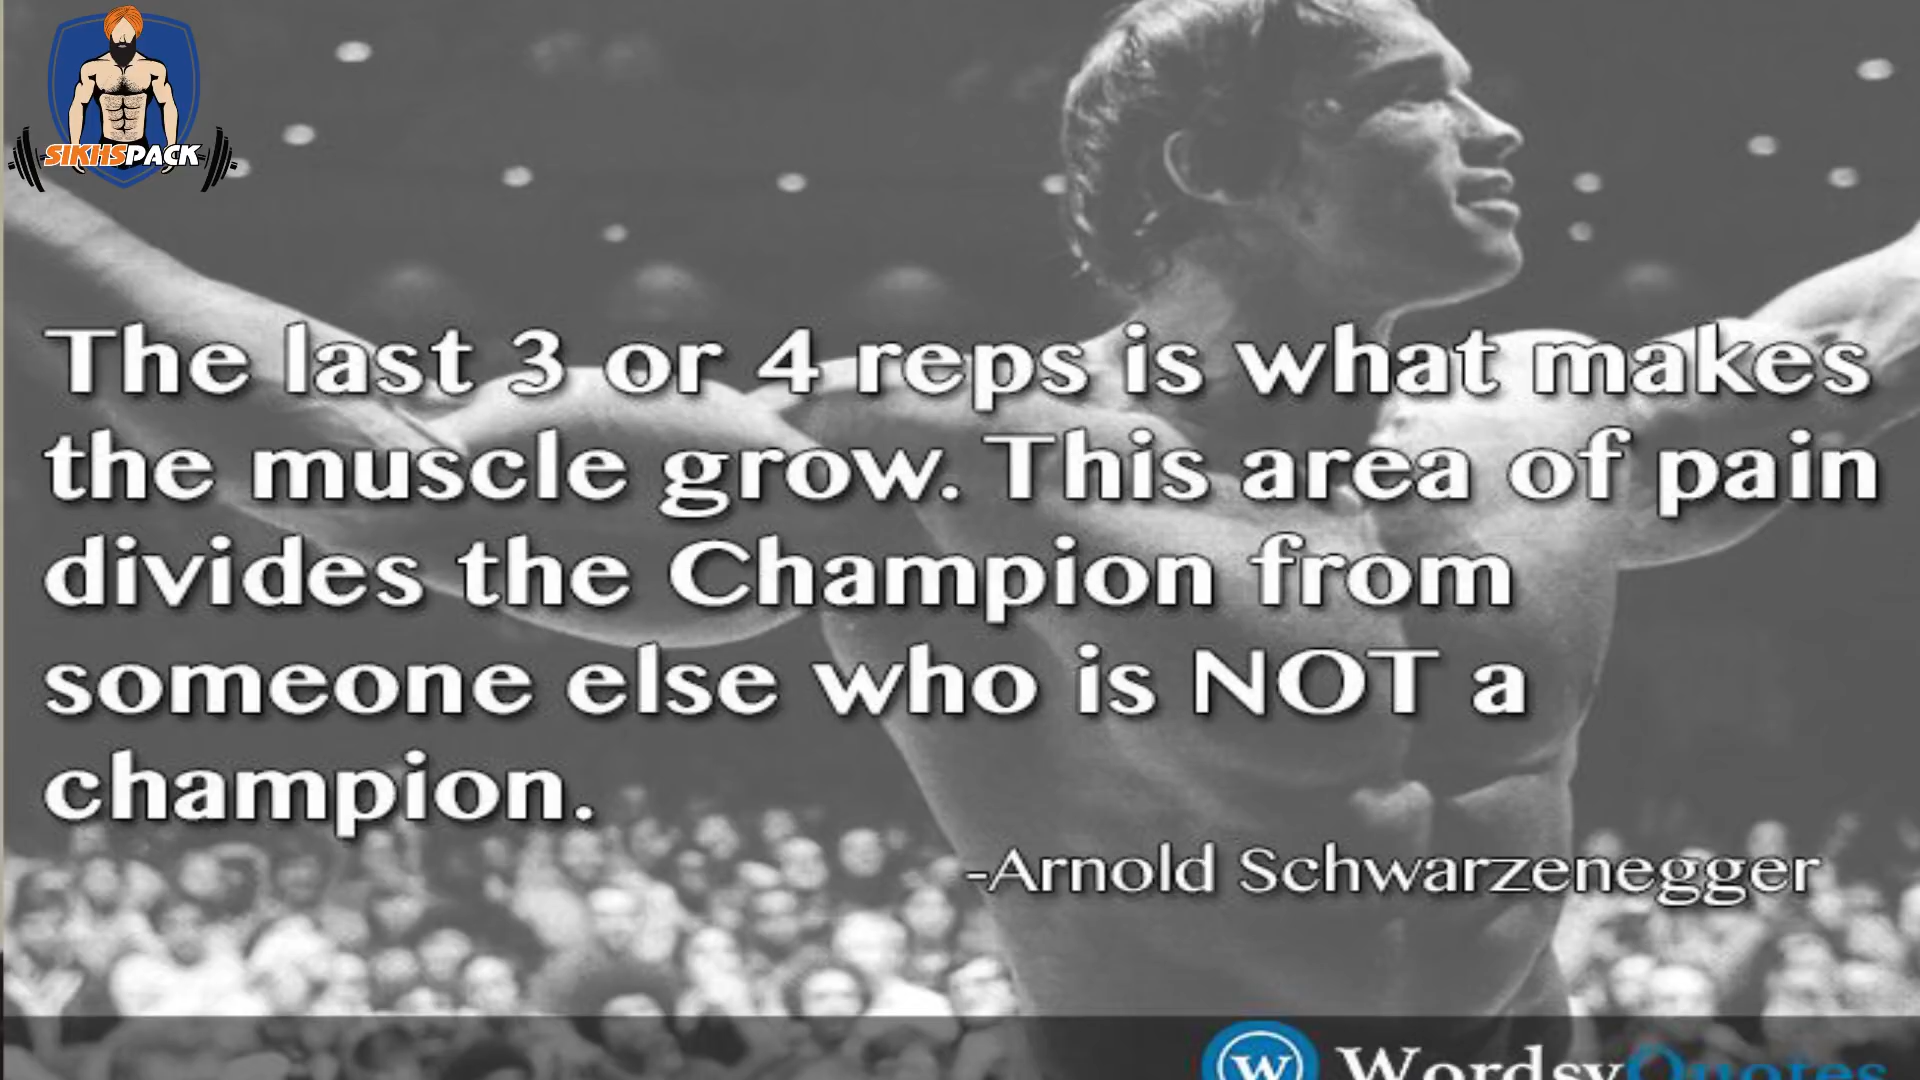 SIKHSPACK
The last 3 or 4 reps is what makes
the muscle grow. This area of pain
divides the Champion from
someone else who is NOT a
champion.
-Arnold Schwarzenegger
W WordsyQuotes